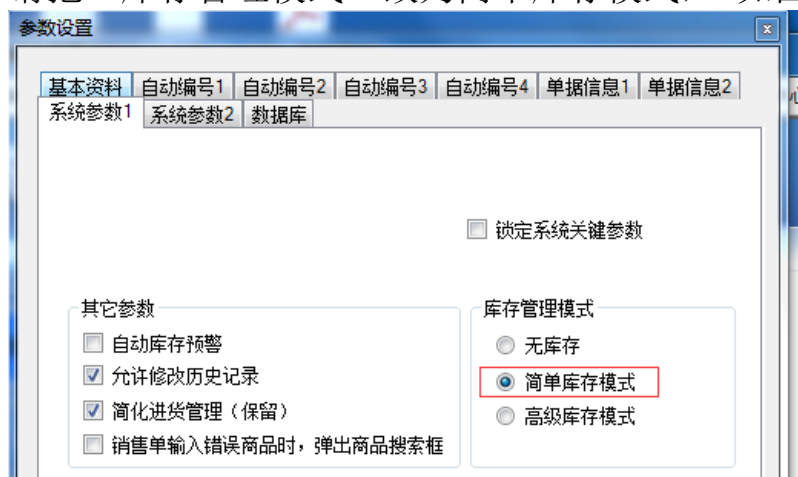 参数设置
基本资料 自动编号1 自动编号2 自动编号3 自动编号4 单据信息1 单据信息2
系统参数1 系统参数2 数据库
锁定系统关键参数
其它参数
库存管理模式
自动库存预警
无库存
允许修改历史记录
简单库存模式
简化进货管理（保留）
高级库存模式
销售单输入错误商品时，弹出商品搜索框